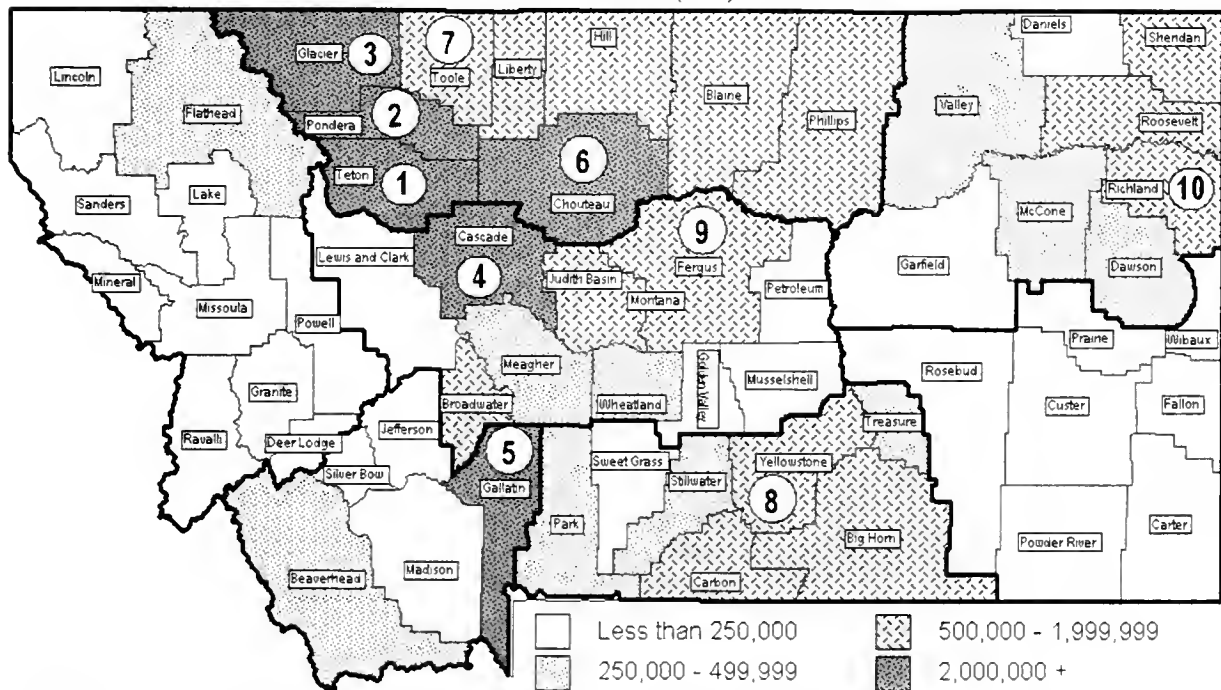 Daniels
Sheridan
Hill
Glacier
3
7
Toole
Liberty
Lincoln
Blaine
Valley
Flathead
Pondera
2
Phillips
Roosevelt
6
Teton
1
Chouteau
Richland
10
Lake
Sanders
McCone
Cascade
9
Lewis and Clark
Fergus
Garfield
Dawson
4
Judith Basin
Mineral
Petroleum
Montana
Missoula
Powell
Prairie
Wibaux
Meagher
Golden Valley
Rosebud
Musselshell
Granite
Wheatland
Custer
Fallon
Broadwater
Treasure
Ravalli
Deer Lodge
Jefferson
5
Sweet Grass
Yellowstone
Silver Bow
Gallatin
Stillwater
8
Park
Big Horn
Carter
Powder River
Madison
Beaverhead
Carbon
Less than 250,000
500,000 - 1,999,999
250,000 - 499,999
2,000,000 +